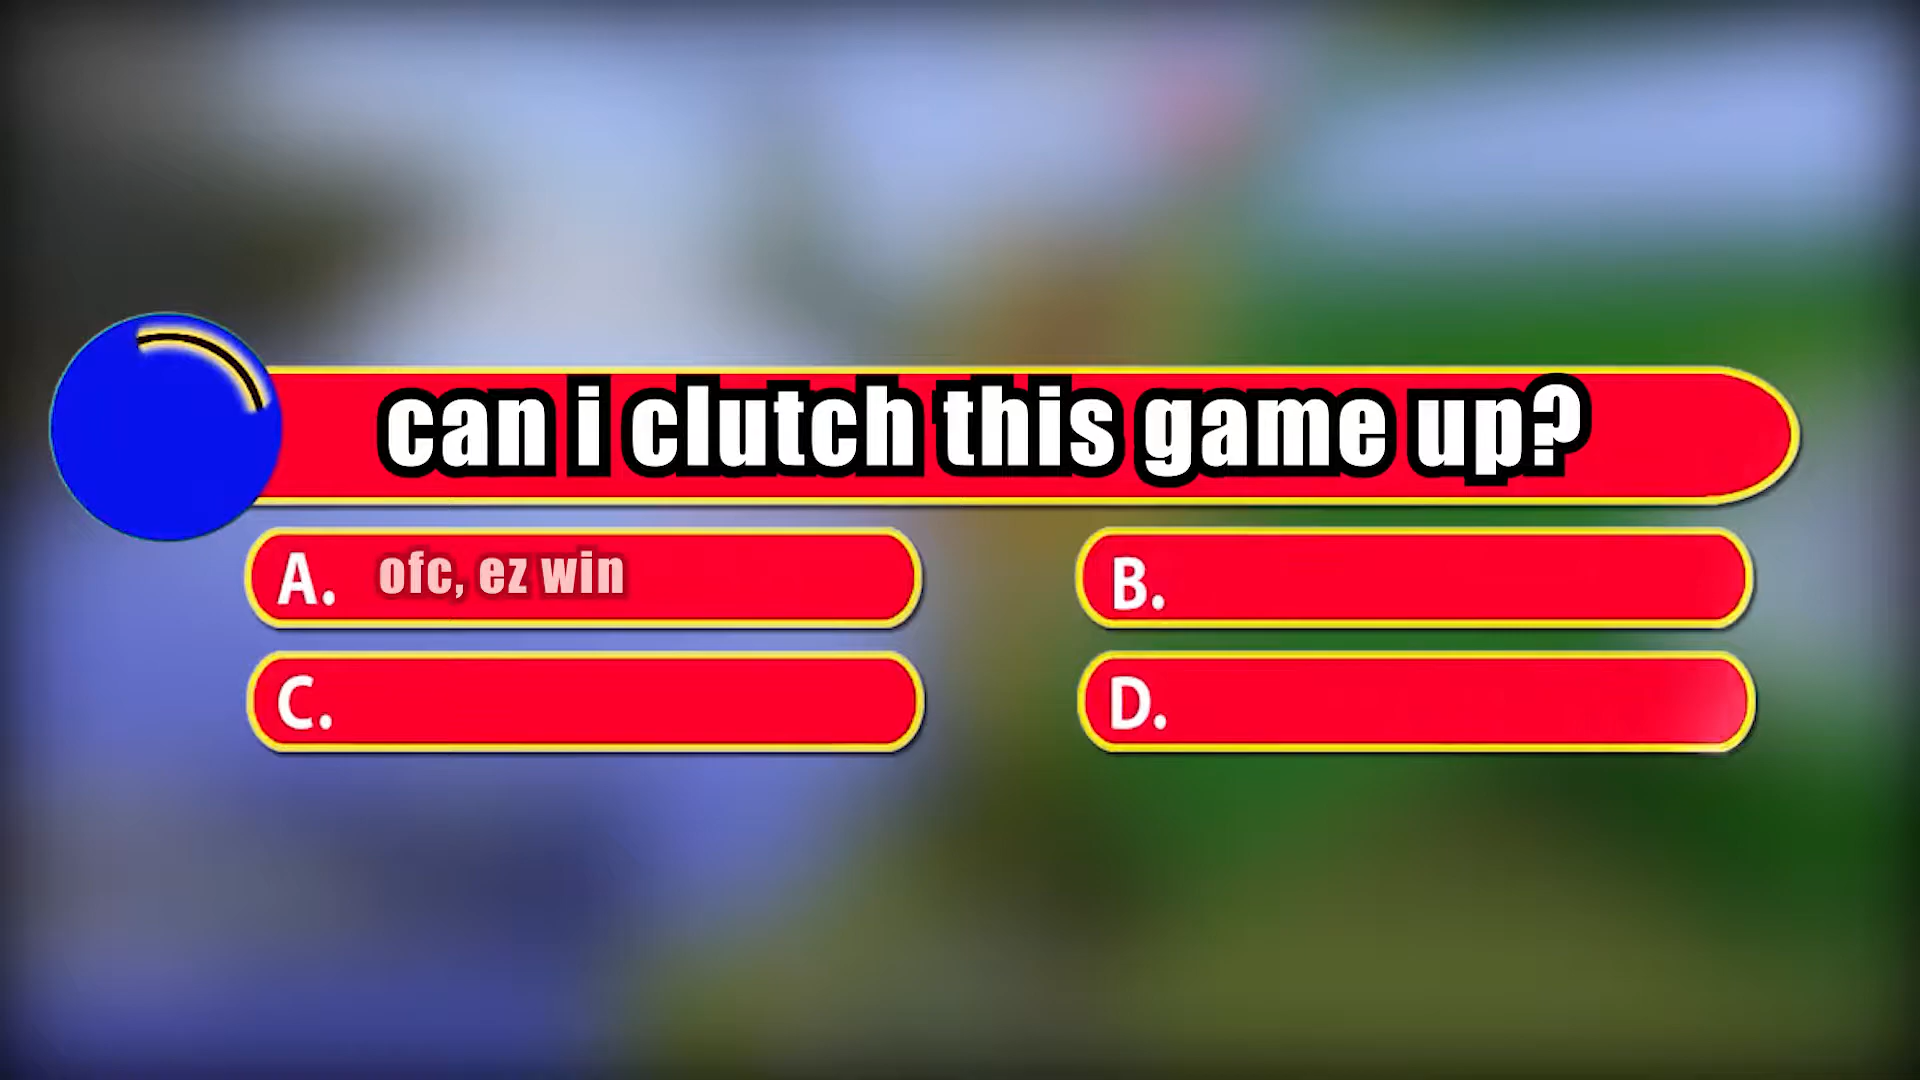 can i clutch this game up?
A. ofc, ez win
B.
C.
D.